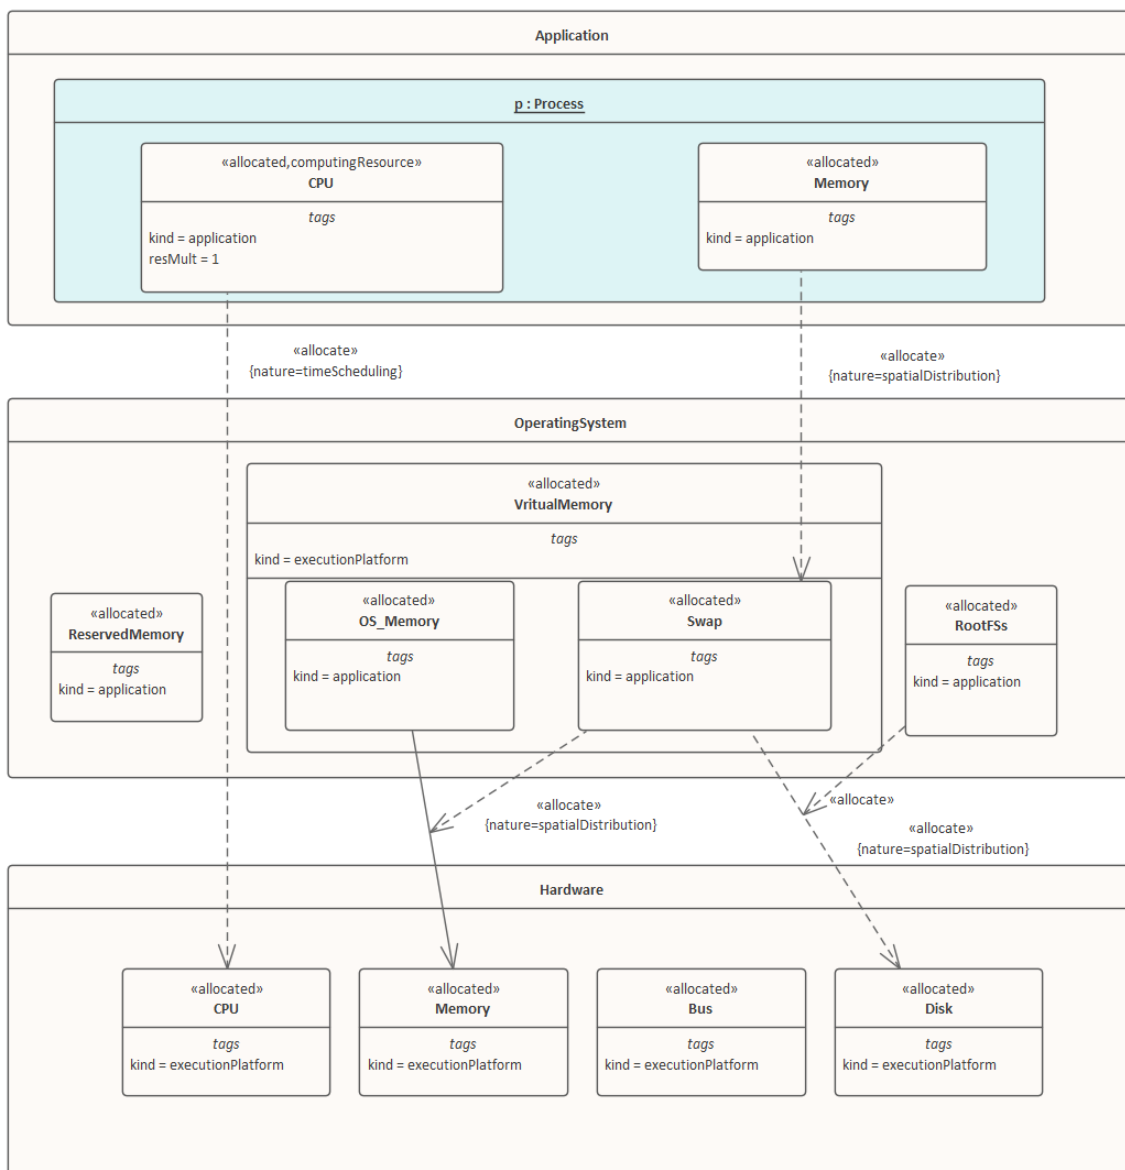 Application
p : Process
«allocated,computingResource»
CPU
tags
kind = application
resMult = 1
«allocated»
Memory
tags
kind = application
«allocate»
{nature=timeScheduling}
«allocate»
{nature=spatialDistribution}
OperatingSystem
«allocated»
VritualMemory
tags
kind = executionPlatform
«allocated»
ReservedMemory
tags
kind = application
«allocated»
OS_Memory
tags
kind = application
«allocated»
Swap
tags
kind = application
«allocated»
RootFSs
tags
kind = application
«allocate»
{nature=spatialDistribution}
«allocate»
«allocate»
{nature=spatialDistribution}
Hardware
«allocated»
CPU
tags
kind = executionPlatform
«allocated»
Memory
tags
kind = executionPlatform
«allocated»
Bus
tags
kind = executionPlatform
«allocated»
Disk
tags
kind = executionPlatform